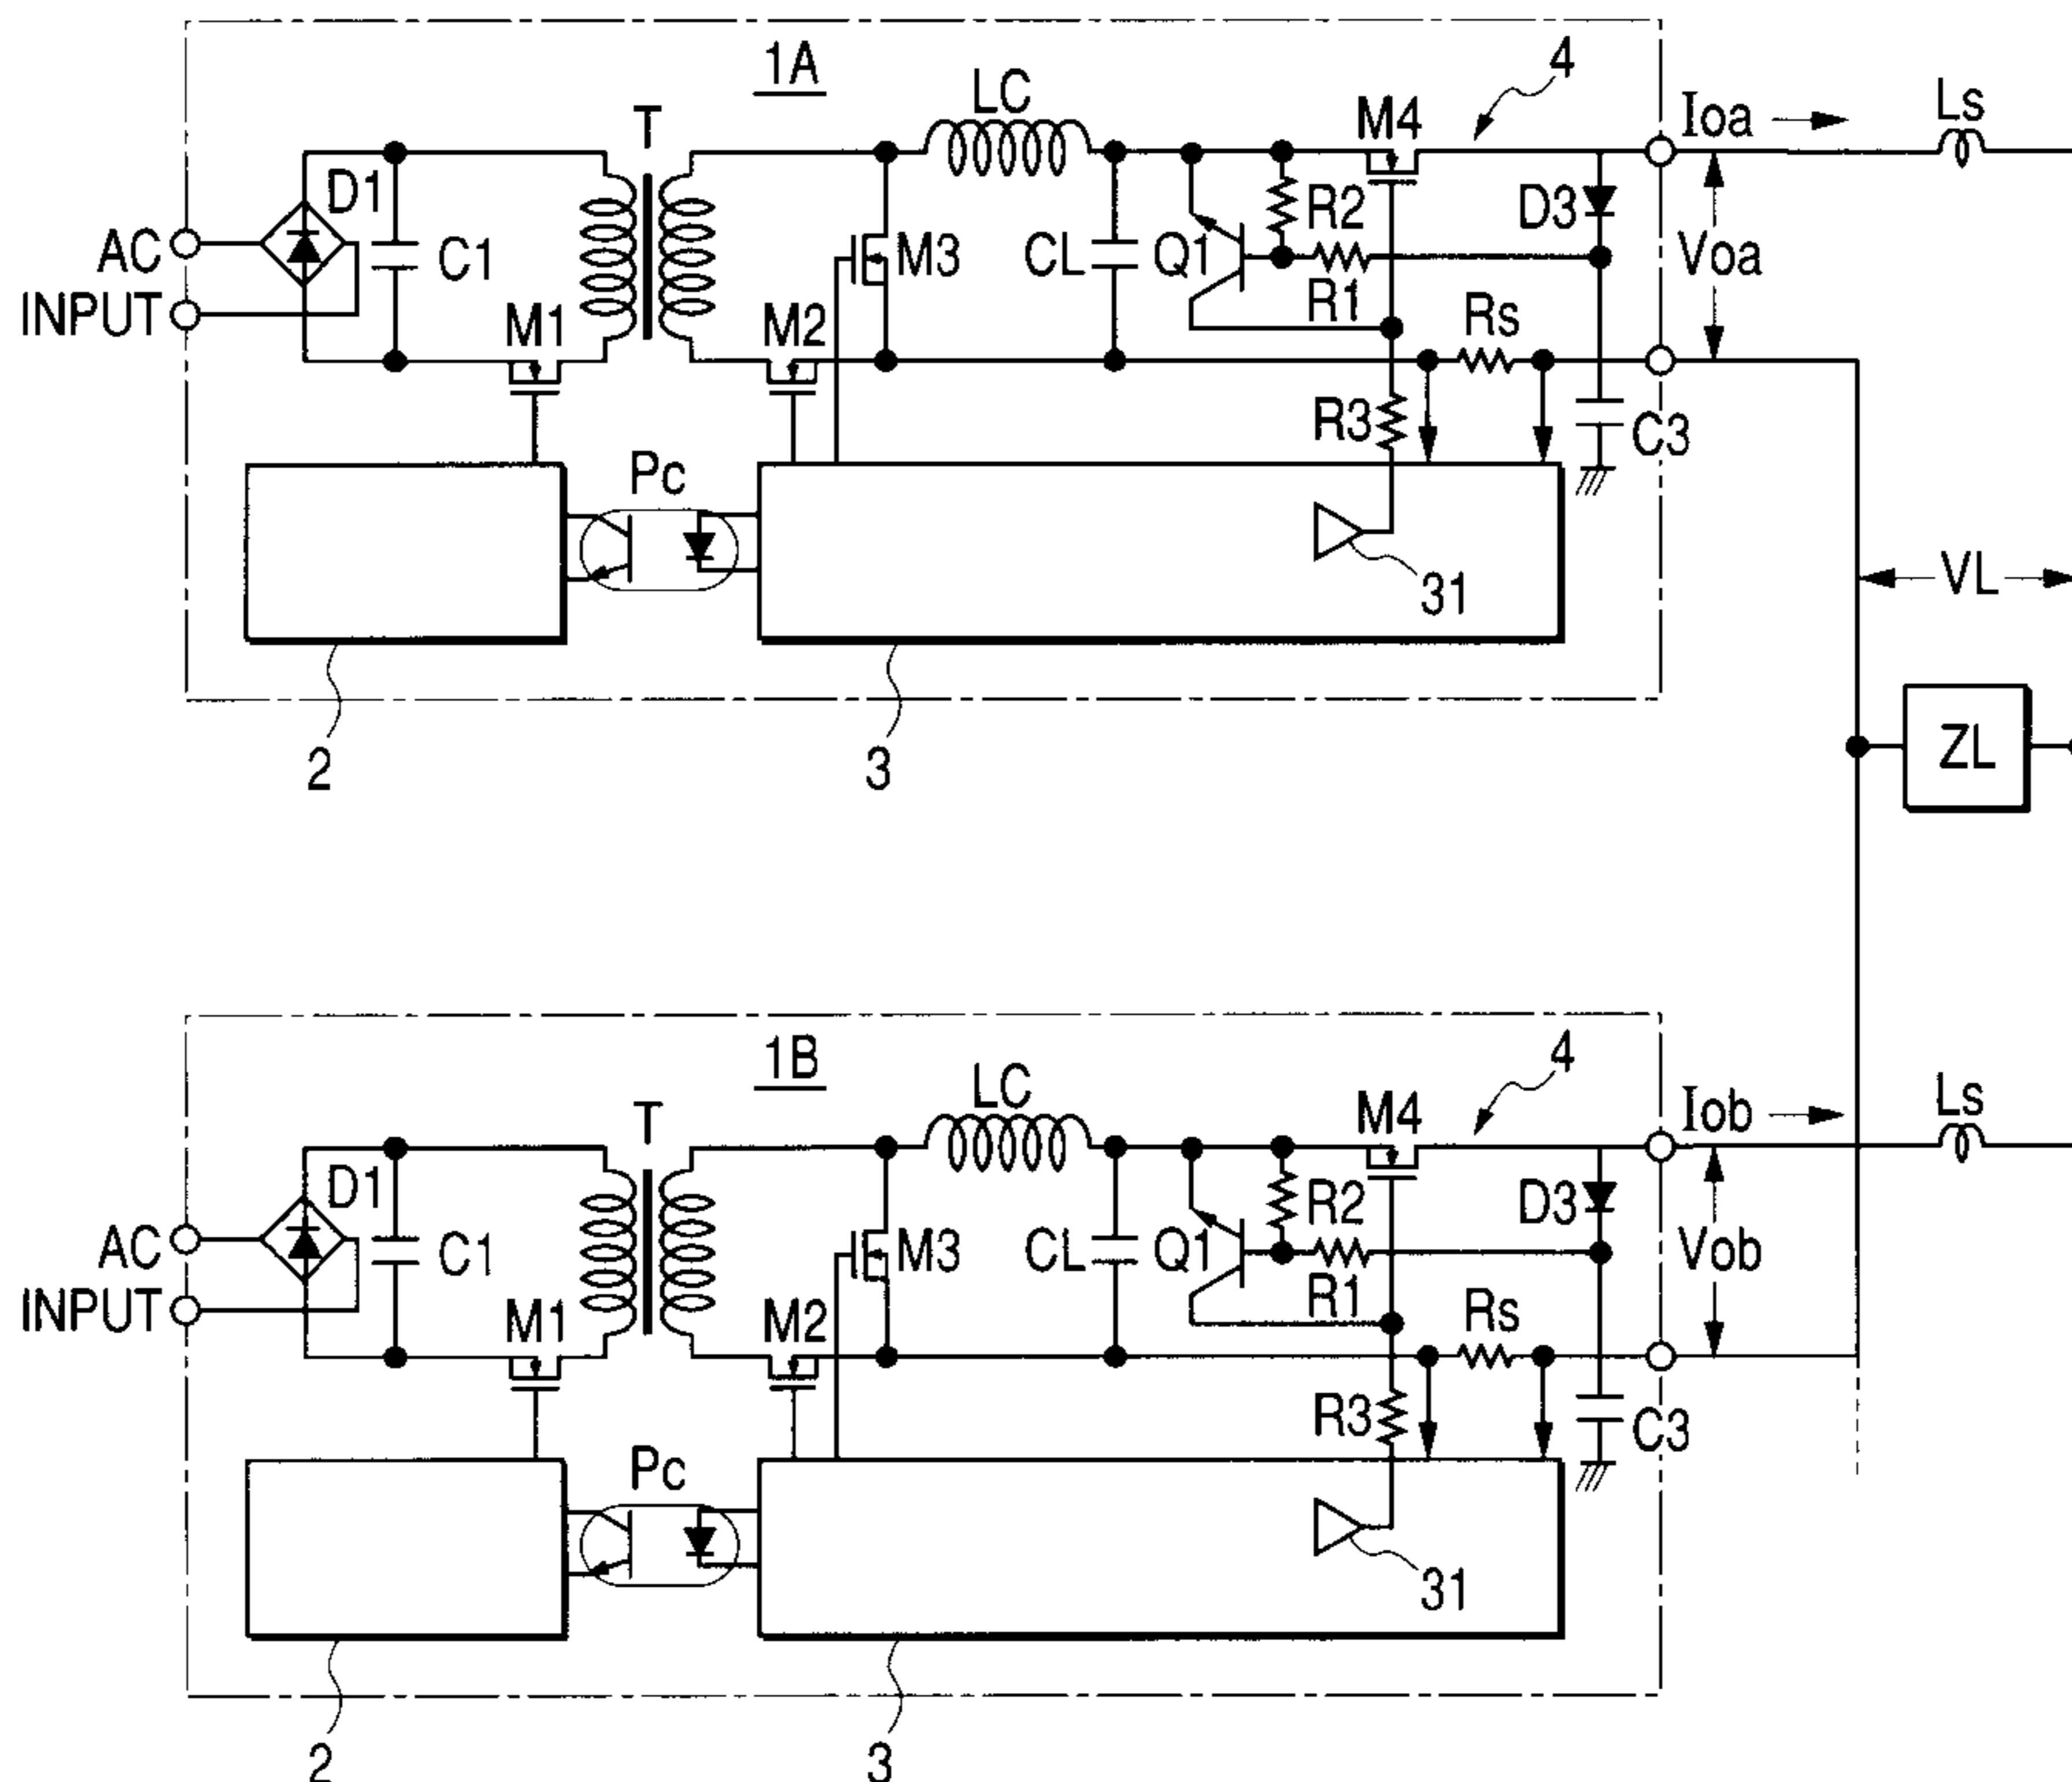 1A
4
LC
M4
Ioa
Ls
T
D1
R2
D3
AC
C1
M3
CL
Q1
Voa
INPUT
M1
M2
R1
Rs
R3
C3
Pc
31
VL
2
3
ZL
1B
4
LC
M4
Iob
Ls
T
D1
R2
D3
AC
C1
M3
CL
Q1
Vob
INPUT
M1
M2
R1
Rs
R3
C3
Pc
31
2
3